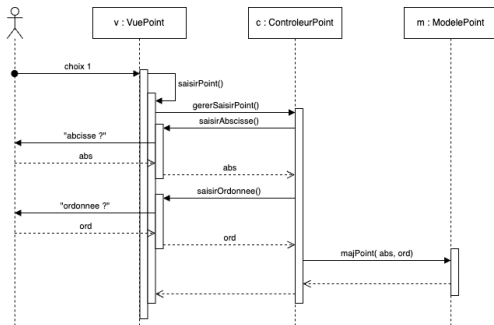 v : VuePoint
c : ControleurPoint
m : ModelePoint
choix 1
saisirPoint()
gererSaisirPoint()
saisirAbscisse()
"abcisse ?"
abs
abs
saisirOrdonnee()
"ordonnee ?"
ord
ord
majPoint( abs, ord)